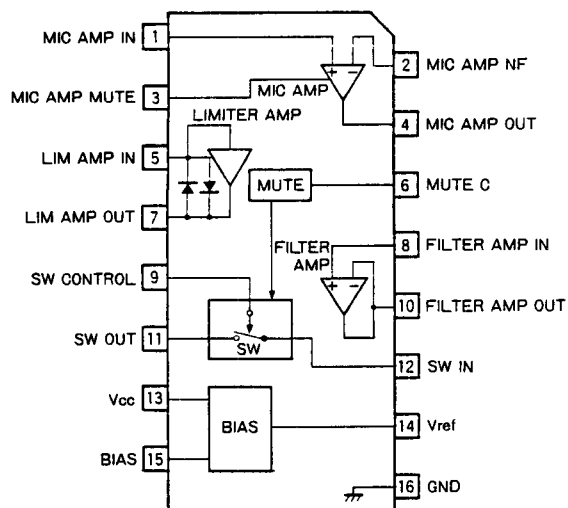 MIC AMP IN 1
2 MIC AMP NF
+ -
MIC AMP
MIC AMP MUTE 3
4 MIC AMP OUT
LIMITER AMP
LIM AMP IN 5
MUTE
6 MUTE C
LIM AMP OUT 7
8 FILTER AMP IN
FILTER
AMP
+ -
SW CONTROL 9
10 FILTER AMP OUT
SW OUT 11
SW
12 SW IN
Vcc 13
BIAS
14 Vref
BIAS 15
16 GND